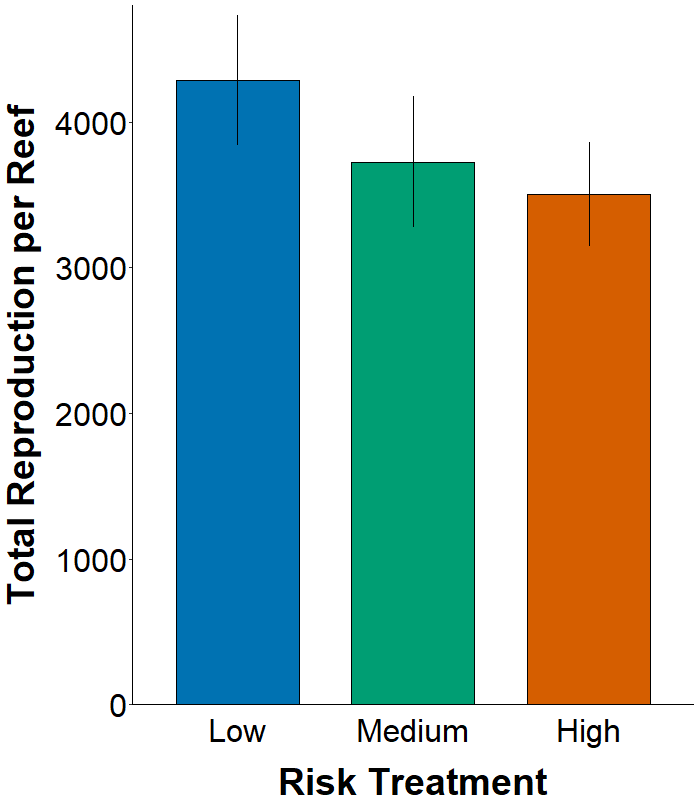 Total Reproduction per Reef
4000
3000
2000
1000
0
Low Medium High
Risk Treatment